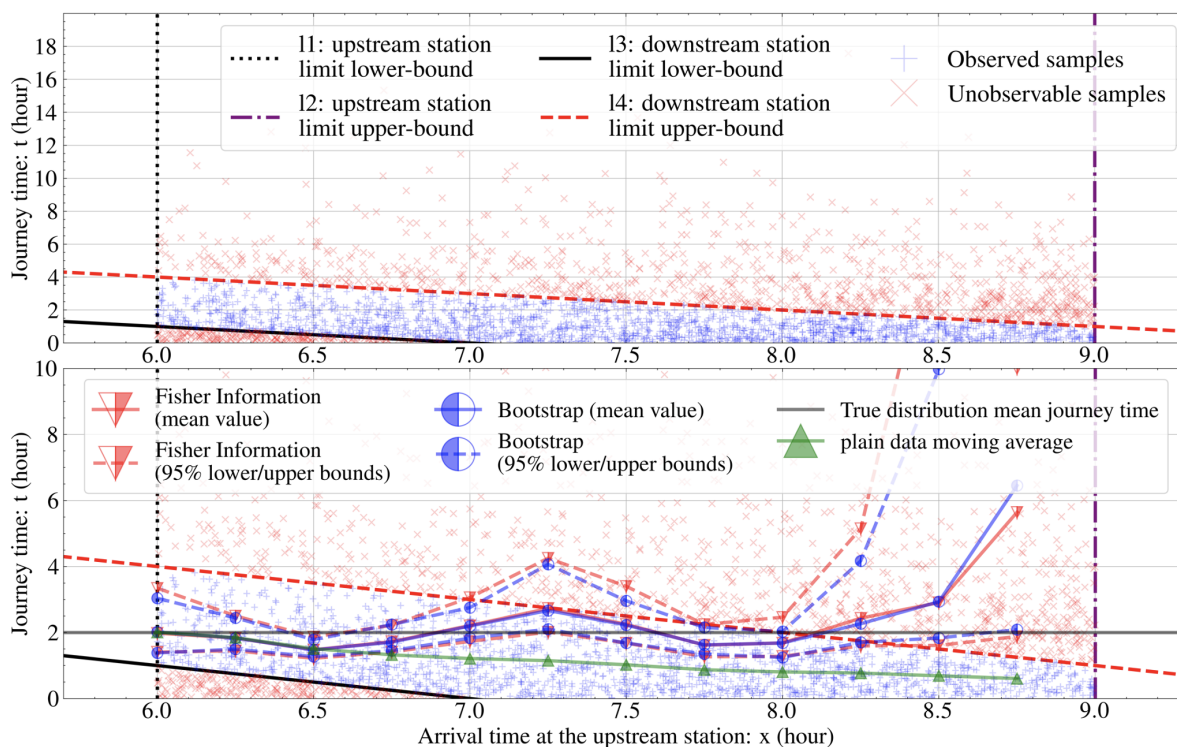 l1: upstream station
limit lower-bound
l2: upstream station
limit upper-bound
l3: downstream station
limit lower-bound
l4: downstream station
limit upper-bound
Observed samples
Unobservable samples
Journey time: t (hour)
18
16
14
12
10
8
6
4
2
0
6.0 6.5 7.0 7.5 8.0 8.5 9.0
Fisher Information
(mean value)
Fisher Information
(95% lower/upper bounds)
Bootstrap (mean value)
Bootstrap
(95% lower/upper bounds)
True distribution mean journey time
plain data moving average
Journey time: t (hour)
10
8
6
4
2
0
6.0 6.5 7.0 7.5 8.0 8.5 9.0
Arrival time at the upstream station: x (hour)